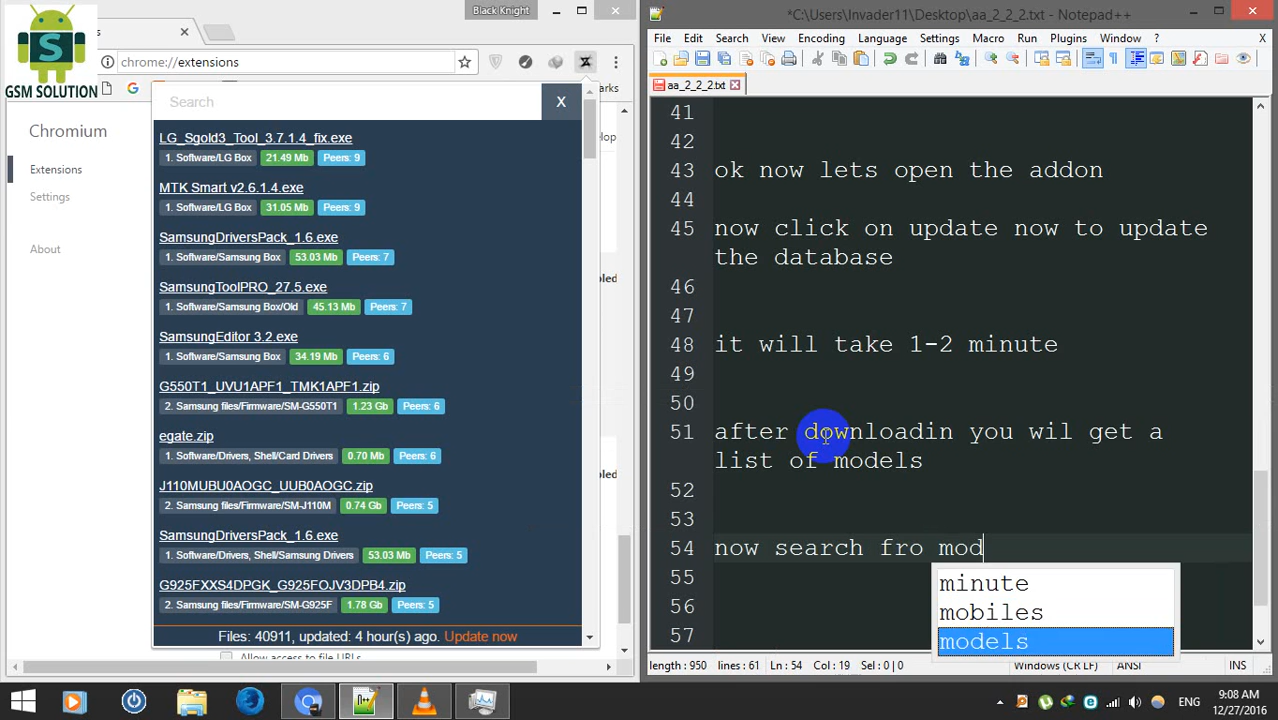 Black Knight
s
S
GSM SOLUTION
chrome://extensions
G
arks
Chromium
Extensions
Settings
About
Search
X
LG_Sgold3_Tool_3.7.1.4_fix.exe
1. Software/LG Box 21.49 Mb Peers: 9
MTK Smart v2.6.1.4.exe
1. Software/LG Box 31.05 Mb Peers: 9
SamsungDriversPack_1.6.exe
1. Software/Samsung Box 53.03 Mb Peers: 7
SamsungToolPRO_27.5.exe
1. Software/Samsung Box/Old 45.13 Mb Peers: 7
SamsungEditor 3.2.exe
1. Software/Samsung Box 34.19 Mb Peers: 6
G550T1_UVU1APF1_TMK1APF1.zip
2. Samsung files/Firmware/SM-G550T1 1.23 Gb Peers: 6
egate.zip
1. Software/Drivers, Shell/Card Drivers 0.70 Mb Peers: 5
J110MUBU0AOGC_UUB0AOGC.zip
2. Samsung files/Firmware/SM-J110M 0.74 Gb Peers: 5
SamsungDriversPack_1.6.exe
1. Software/Drivers, Shell/Samsung Drivers 53.03 Mb Peers: 5
G925FXXS4DPGK_G925FOJV3DPB4.zip
2. Samsung files/Firmware/SM-G925F 1.78 Gb Peers: 5
Files: 40911, updated: 4 hour(s) ago. Update now
Allow access to file URLs
lop
bled
bled
*C:\Users\Invader11\Desktop\aa_2_2_2.txt - Notepad++
File Edit Search View Encoding Language Settings Macro Run Plugins Window ? X
aa_2_2_2.txt
41
42
43 ok now lets open the addon
44
45 now click on update now to update
the database
46
47
48 it will take 1-2 minute
49
50
51 after downloadin you wil get a
list of models
52
53
54 now search fro mod
55
56
57
minute
mobiles
models
length : 950 lines : 61 Ln : 54 Col : 19 Sel : 0 | 0 Windows (CR LF) ANSI INS
ENG
9:08 AM
12/27/2016